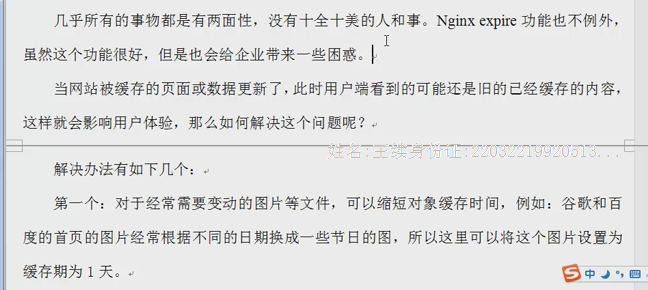 几乎所有的事物都是有两面性，没有十全十美的人和事。Nginx expire 功能也不例外，
虽然这个功能很好，但是也会给企业带来一些困惑。
当网站被缓存的页面或数据更新了，此时用户端看到的可能还是旧的已经缓存的内容，
这样就会影响用户体验，那么如何解决这个问题呢？
解决办法有如下几个：
第一个：对于经常需要变动的图片等文件，可以缩短对象缓存时间，例如：谷歌和百
度的首页的图片经常根据不同的日期换成一些节日的图，所以这里可以将这个图片设置为
缓存期为 1 天。
中